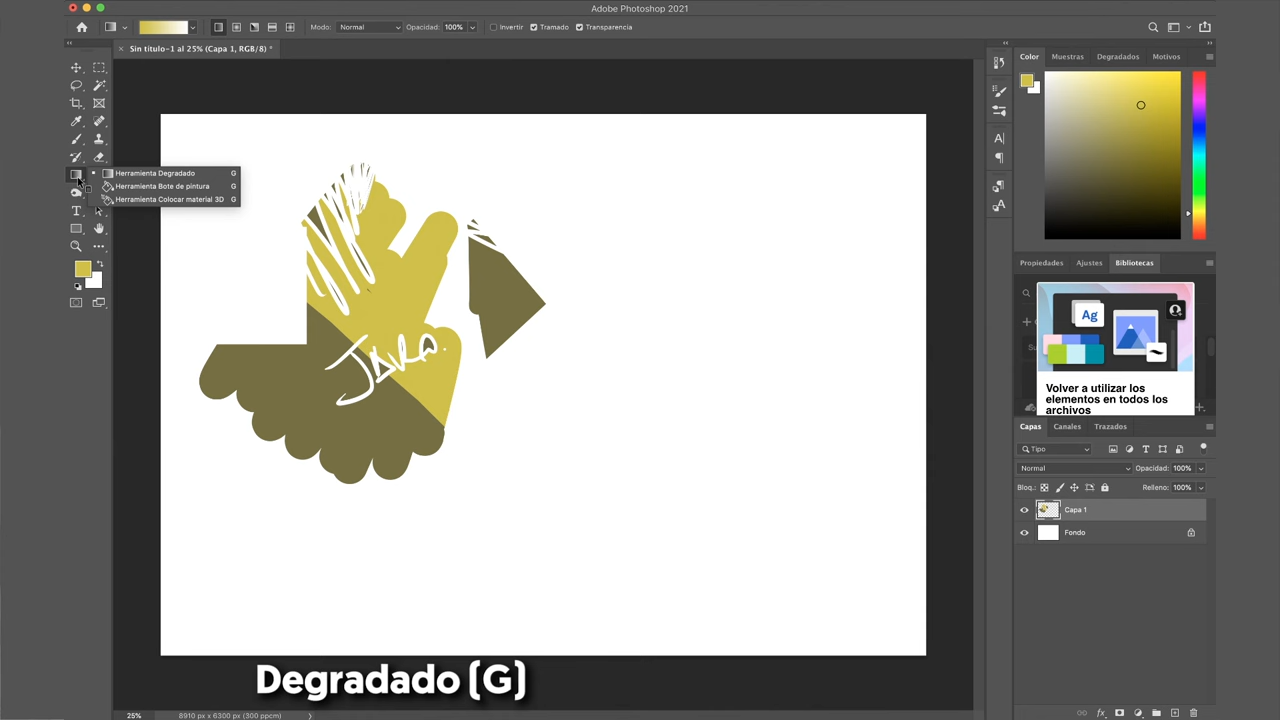 Adobe Photoshop 2021
Modo: Normal Opacidad: 100% Invertir Tramado Transparencia
Sin título-1 al 25% (Capa 1, RGB/8) *
Color Muestras Degradados Motivos
Herramienta Degradado G
Herramienta Bote de pintura G
Herramienta Colocar material 3D G
Propiedades Ajustes Bibliotecas
Ag
Volver a utilizar los
elementos en todos los
archivos
JARA.
Capas Canales Trazados
Tipo
Normal Opacidad: 100%
Bloq.: Relleno: 100%
Capa 1
Fondo
Degradado (G)
25% 8910 px x 6300 px (300 ppcm)